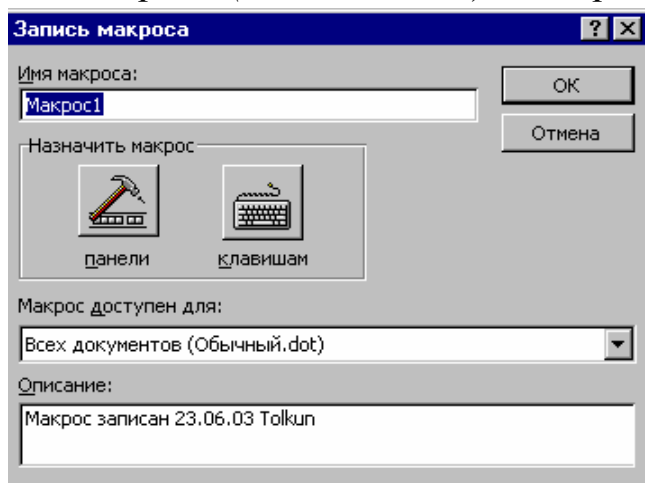 Запись макроса
Имя макроса:
Макрос1
ОК
Отмена
Назначить макрос
панели
клавишам
Макрос доступен для:
Всех документов (Обычный.dot)
Описание:
Макрос записан 23.06.03 Tolkun